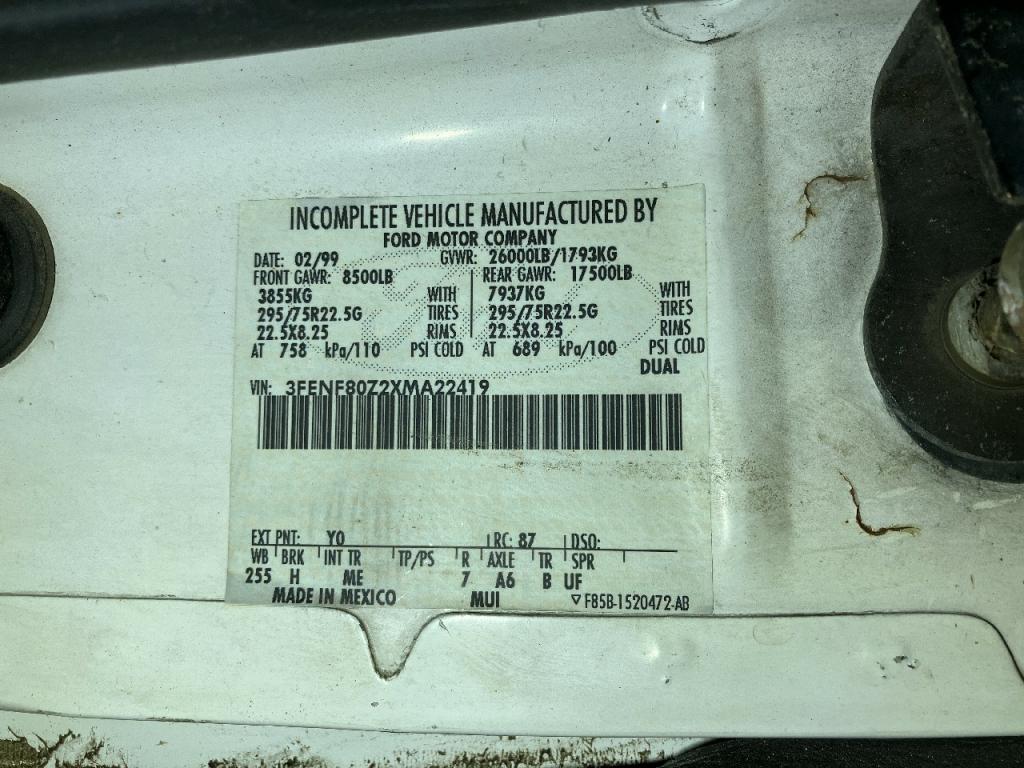 INCOMPLETE VEHICLE MANUFACTURED BY
FORD MOTOR COMPANY
DATE: 02/99 GVWR: 26000LB/1793KG
FRONT GAWR: 8500LB REAR GAWR: 17500LB
3855KG WITH 7937KG WITH
295/75R22.5G TIRES 295/75R22.5G TIRES
22.5X8.25 RIMS 22.5X8.25 RIMS
AT 758 kPa/110 PSI COLD AT 689 kPa/100 PSI COLD
DUAL
VIN: 3FENF80Z2XMA22419
EXT PNT: YO RC: 87 DSO:
WB BRK INT TR TP/PS R AXLE TR SPR
255 H ME 7 A6 B UF
MADE IN MEXICO MUI ▽ F85B-1520472-AB